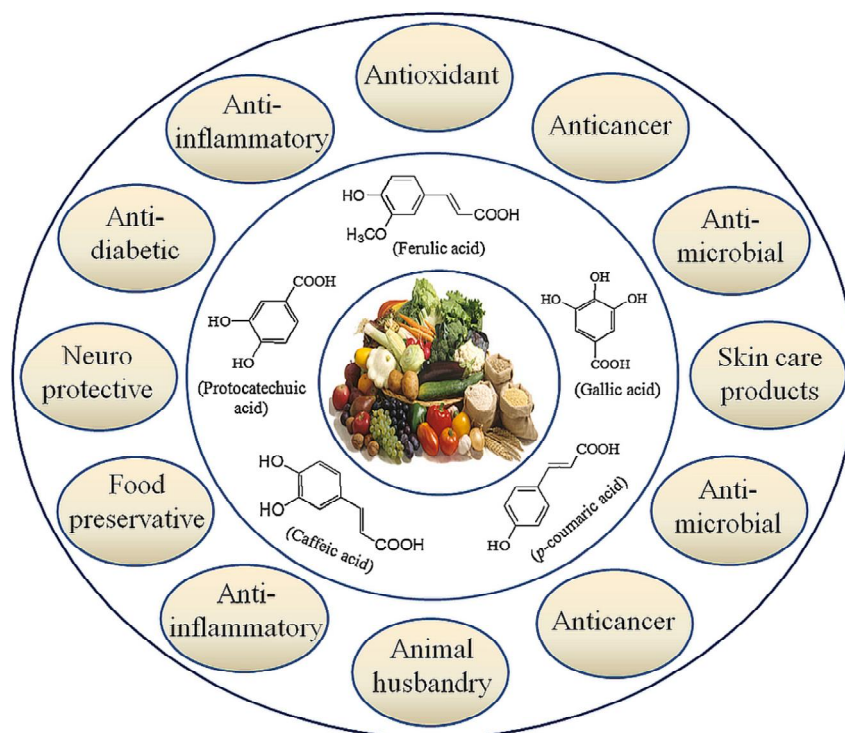 Antioxidant
Anticancer
Anti-
microbial
Skin care
products
Anti-
microbial
Anticancer
Animal
husbandry
Anti-
inflammatory
Food
preservative
Neuro
protective
Anti-
diabetic
Anti-
inflammatory
HO
H₃CO
COOH
(Ferulic acid)
OH
HO
OH
COOH
(Gallic acid)
COOH
HO
(p-coumaric acid)
HO
HO
COOH
(Caffeic acid)
COOH
HO
OH
(Protocatechuic
acid)